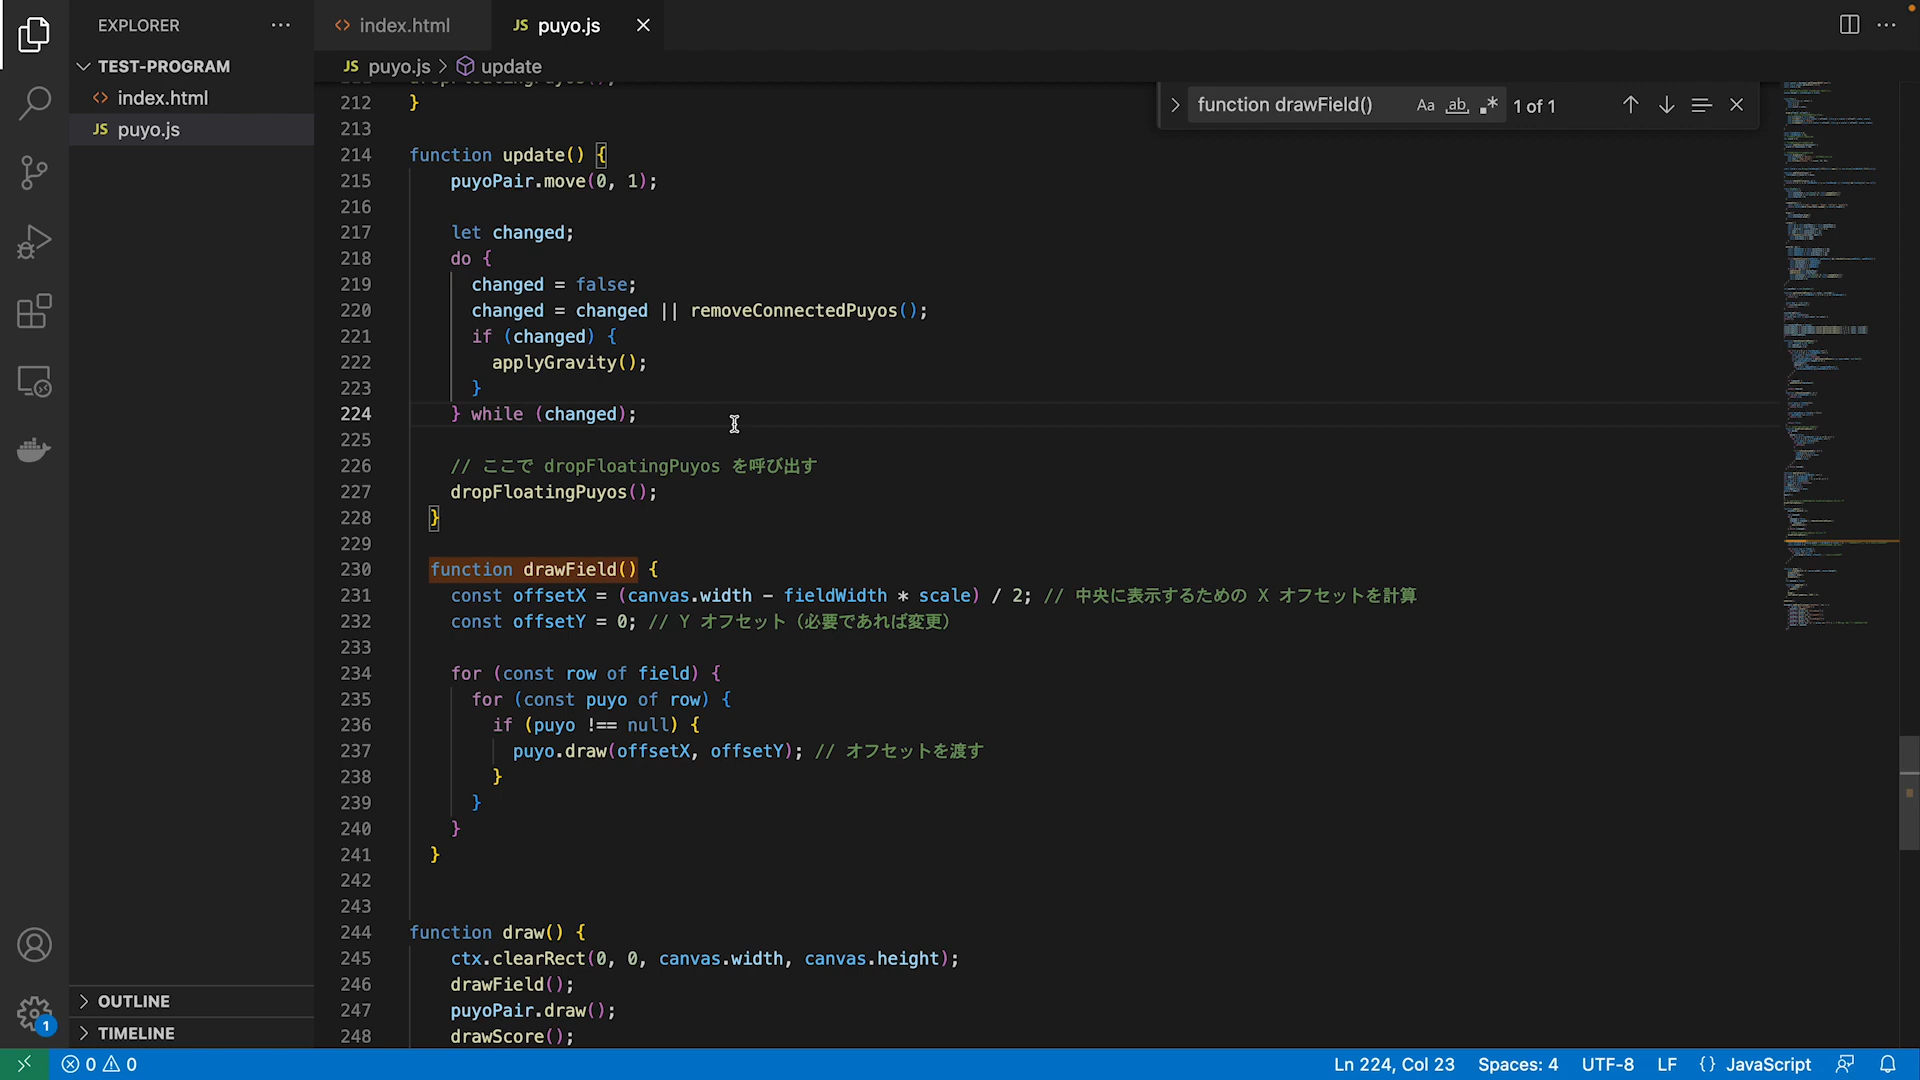 EXPLORER
TEST-PROGRAM
index.html
JS puyo.js
OUTLINE
TIMELINE
index.html
JS puyo.js
JS puyo.js > update
function drawField()
Aa
ab
1 of 1
212 }
213
214 function update() {
215 puyoPair.move(0, 1);
216
217 let changed;
218 do {
219 changed = false;
220 changed = changed || removeConnectedPuyos();
221 if (changed) {
222 applyGravity();
223 }
224 } while (changed);
225
226 // ここで dropFloatingPuyos を呼び出す
227 dropFloatingPuyos();
228 }
229
230 function drawField() {
231 const offsetX = (canvas.width - fieldWidth * scale) / 2; // 中央に表示するための X オフセットを計算
232 const offsetY = 0; // Y オフセット（必要であれば変更）
233
234 for (const row of field) {
235 for (const puyo of row) {
236 if (puyo !== null) {
237 puyo.draw(offsetX, offsetY); // オフセットを渡す
238 }
239 }
240 }
241 }
242
243
244 function draw() {
245 ctx.clearRect(0, 0, canvas.width, canvas.height);
246 drawField();
247 puyoPair.draw();
248 drawScore();
1
0 0
Ln 224, Col 23
Spaces: 4
UTF-8
LF
{ } JavaScript